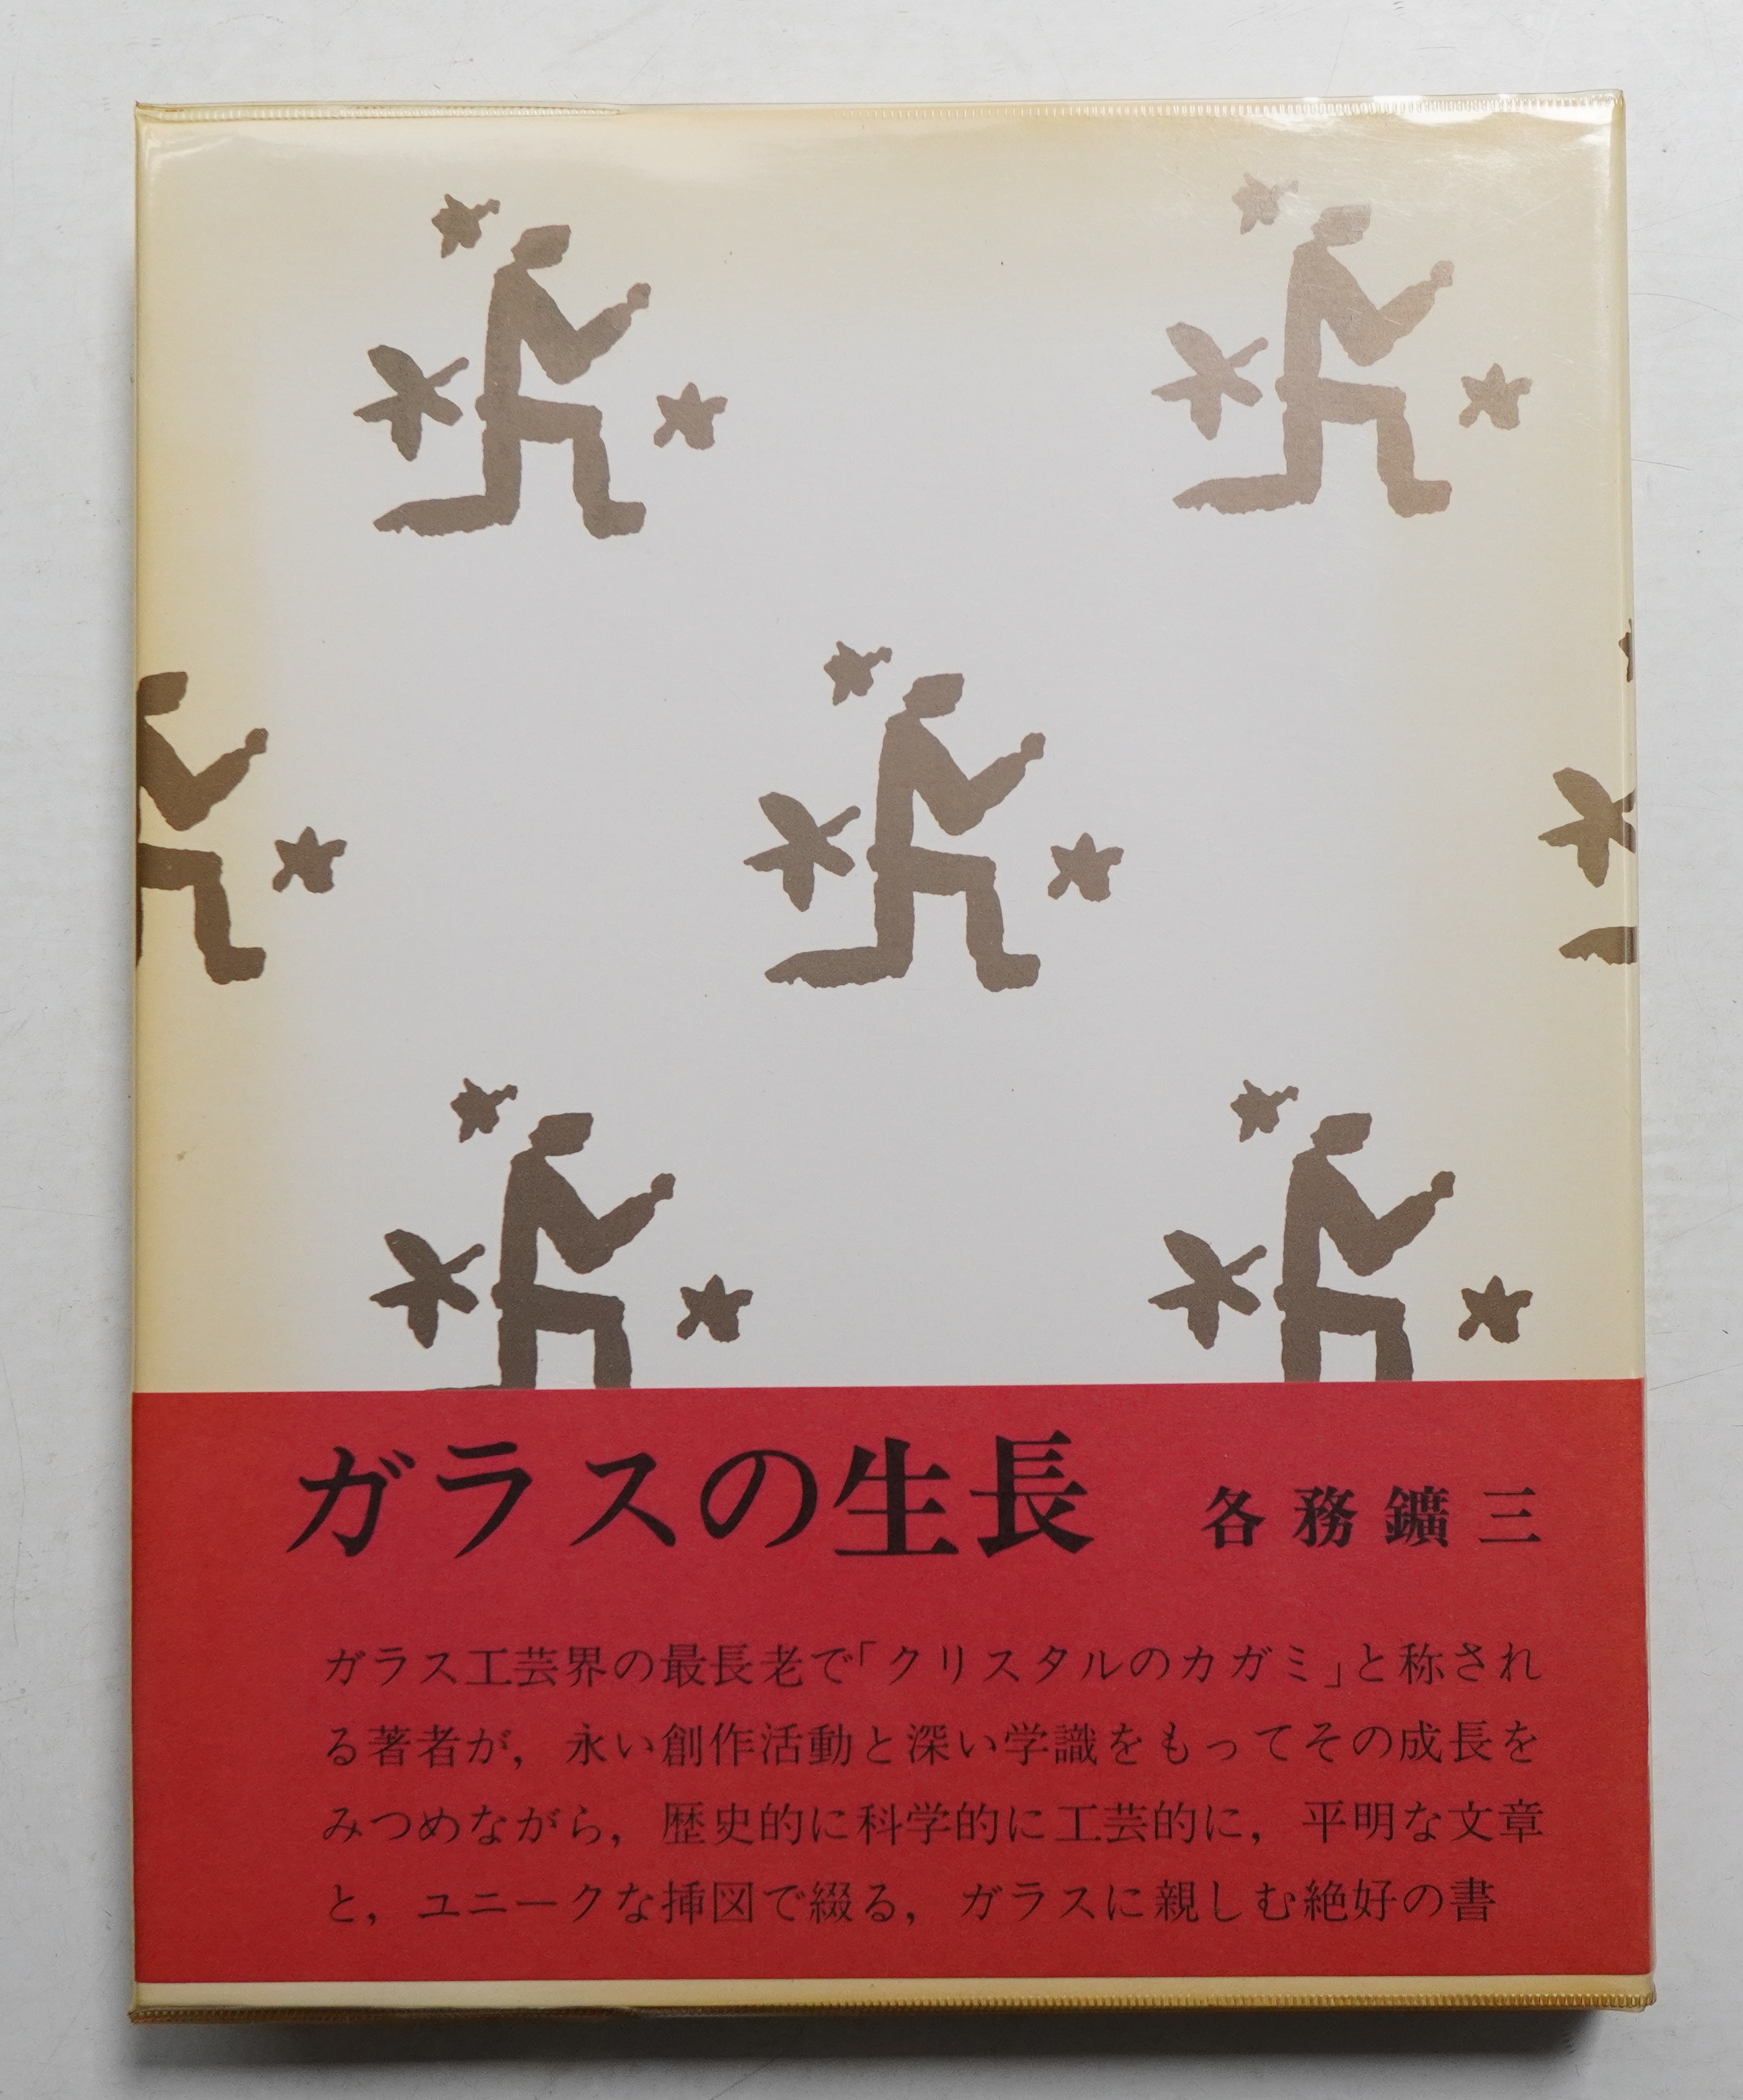 ガラスの生長 各務鑛三
ガラス工芸界の最長老で「クリスタルのカガミ」と称され
る著者が，永い創作活動と深い学識をもってその成長を
みつめながら，歴史的に科学的に工芸的に，平明な文章
と，ユニークな挿図で綴る，ガラスに親しむ絶好の書